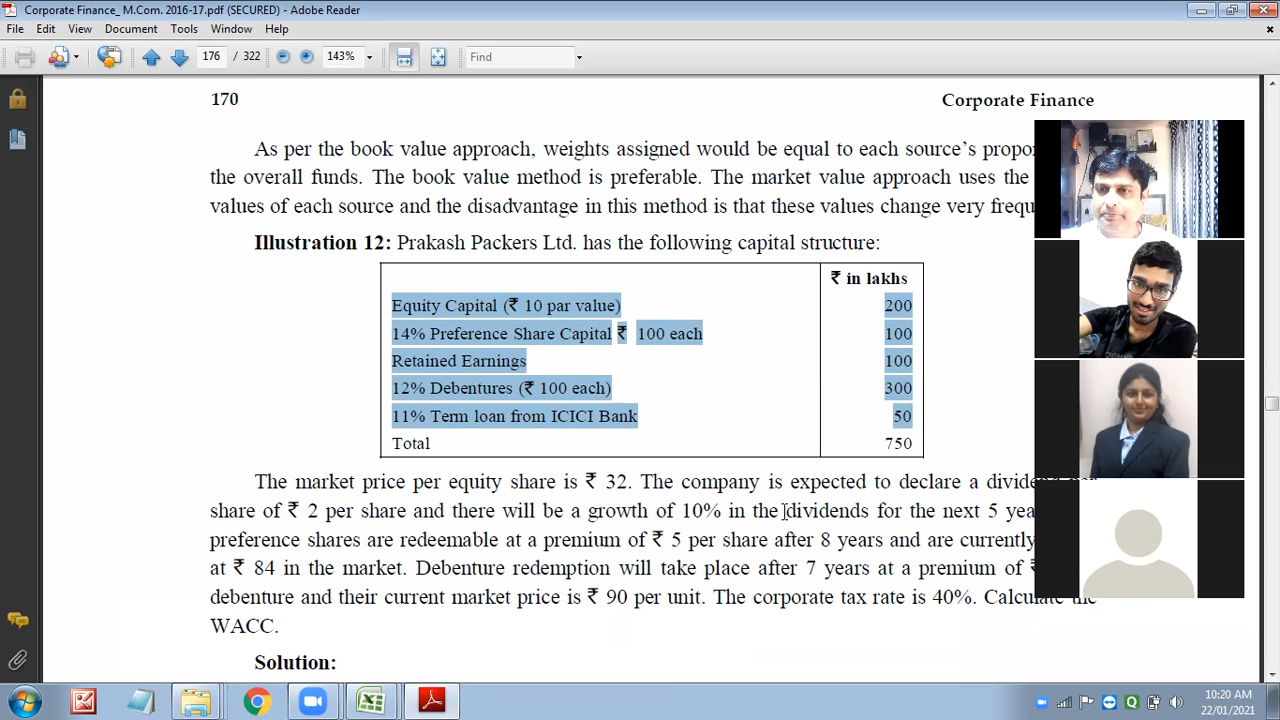 Corporate Finance_ M.Com. 2016-17.pdf (SECURED) - Adobe Reader
File Edit View Document Tools Window Help
176 / 322 143% Find
170 Corporate Finance
As per the book value approach, weights assigned would be equal to each source's propo
the overall funds. The book value method is preferable. The market value approach uses the
values of each source and the disadvantage in this method is that these values change very frequ
Illustration 12: Prakash Packers Ltd. has the following capital structure:
₹ in lakhs
Equity Capital (₹ 10 par value) 200
14% Preference Share Capital ₹ 100 each 100
Retained Earnings 100
12% Debentures (₹ 100 each) 300
11% Term loan from ICICI Bank 50
Total 750
The market price per equity share is ₹ 32. The company is expected to declare a dividend per
share of ₹ 2 per share and there will be a growth of 10% in the dividends for the next 5 yea
preference shares are redeemable at a premium of ₹ 5 per share after 8 years and are currently
at ₹ 84 in the market. Debenture redemption will take place after 7 years at a premium of ₹
debenture and their current market price is ₹ 90 per unit. The corporate tax rate is 40%. Calculate the
WACC.
Solution:
10:20 AM
22/01/2021